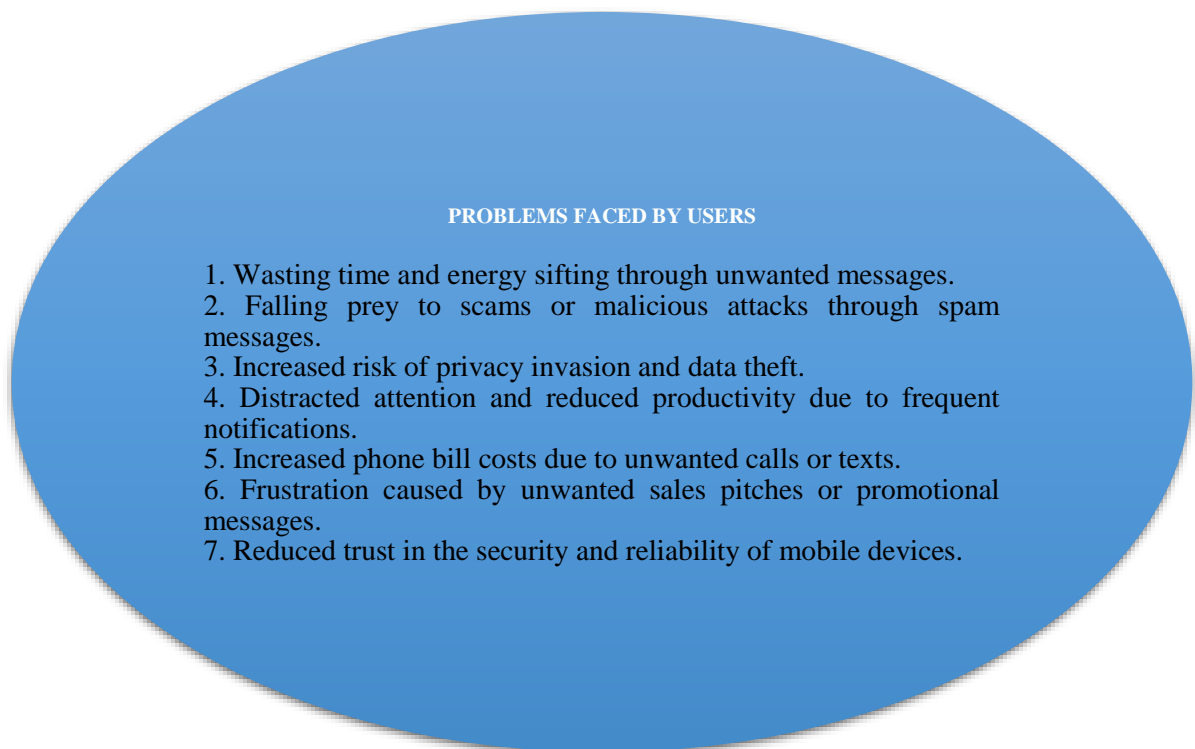 PROBLEMS FACED BY USERS
1. Wasting time and energy sifting through unwanted messages.
2. Falling prey to scams or malicious attacks through spam
messages.
3. Increased risk of privacy invasion and data theft.
4. Distracted attention and reduced productivity due to frequent
notifications.
5. Increased phone bill costs due to unwanted calls or texts.
6. Frustration caused by unwanted sales pitches or promotional
messages.
7. Reduced trust in the security and reliability of mobile devices.